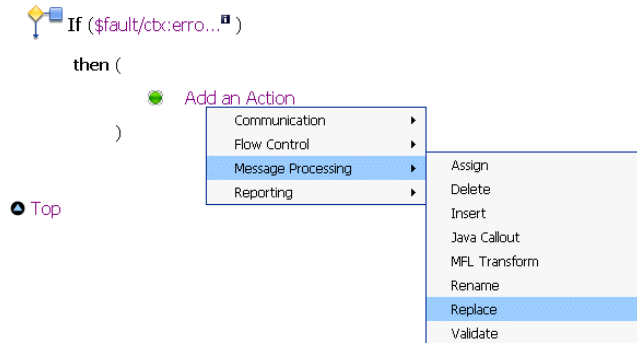 If ($fault/ctx:erro... )
then (
Add an Action
)
Communication
Flow Control
Message Processing
Reporting
Assign
Delete
Insert
Java Callout
MFL Transform
Rename
Replace
Validate
Top